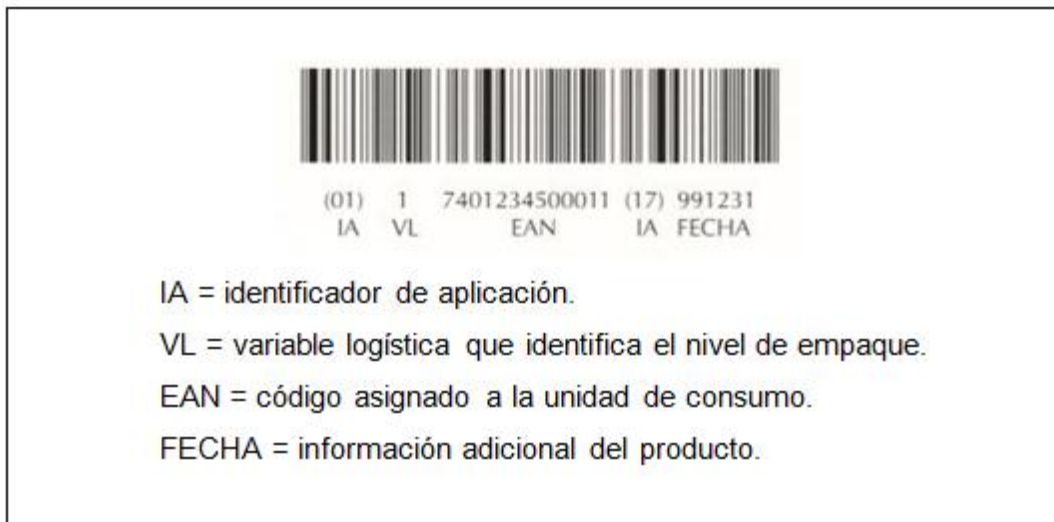 (01) 1 7401234500011 (17) 991231
IA VL EAN IA FECHA
IA = identificador de aplicación.
VL = variable logística que identifica el nivel de empaque.
EAN = código asignado a la unidad de consumo.
FECHA = información adicional del producto.